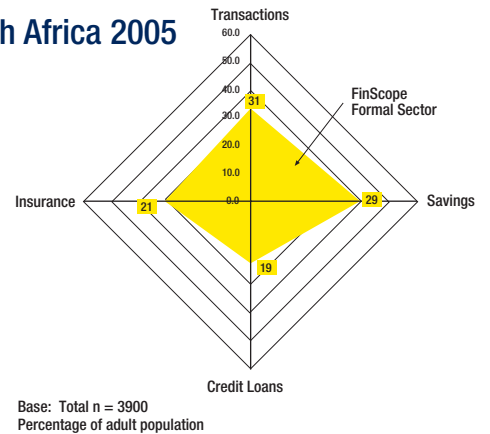 h Africa 2005
Transactions
60.0
50.0
40.0
30.0
20.0
10.0
0.0
31
FinScope
Formal Sector
Insurance
21
29
Savings
19
Credit Loans
Base: Total n = 3900
Percentage of adult population